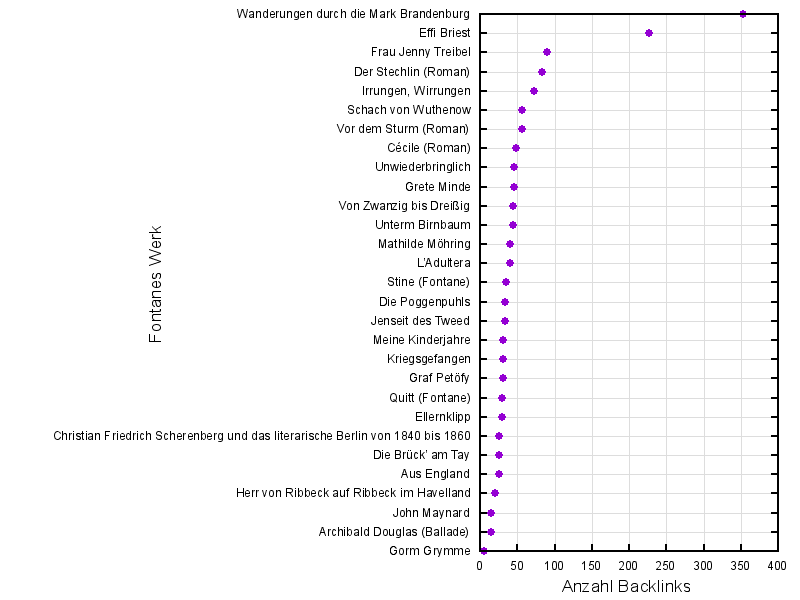 Wanderungen durch die Mark Brandenburg
Effi Briest
Frau Jenny Treibel
Der Stechlin (Roman)
Irrungen, Wirrungen
Schach von Wuthenow
Vor dem Sturm (Roman)
Cécile (Roman)
Unwiederbringlich
Grete Minde
Von Zwanzig bis Dreißig
Unterm Birnbaum
Mathilde Möhring
L'Adultera
Stine (Fontane)
Die Poggenpuhls
Jenseit des Tweed
Meine Kinderjahre
Kriegsgefangen
Graf Petöfy
Quitt (Fontane)
Ellernklipp
Christian Friedrich Scherenberg und das literarische Berlin von 1840 bis 1860
Die Brück' am Tay
Aus England
Herr von Ribbeck auf Ribbeck im Havelland
John Maynard
Archibald Douglas (Ballade)
Gorm Grymme
Fontanes Werk
0 50 100 150 200 250 300 350 400
Anzahl Backlinks